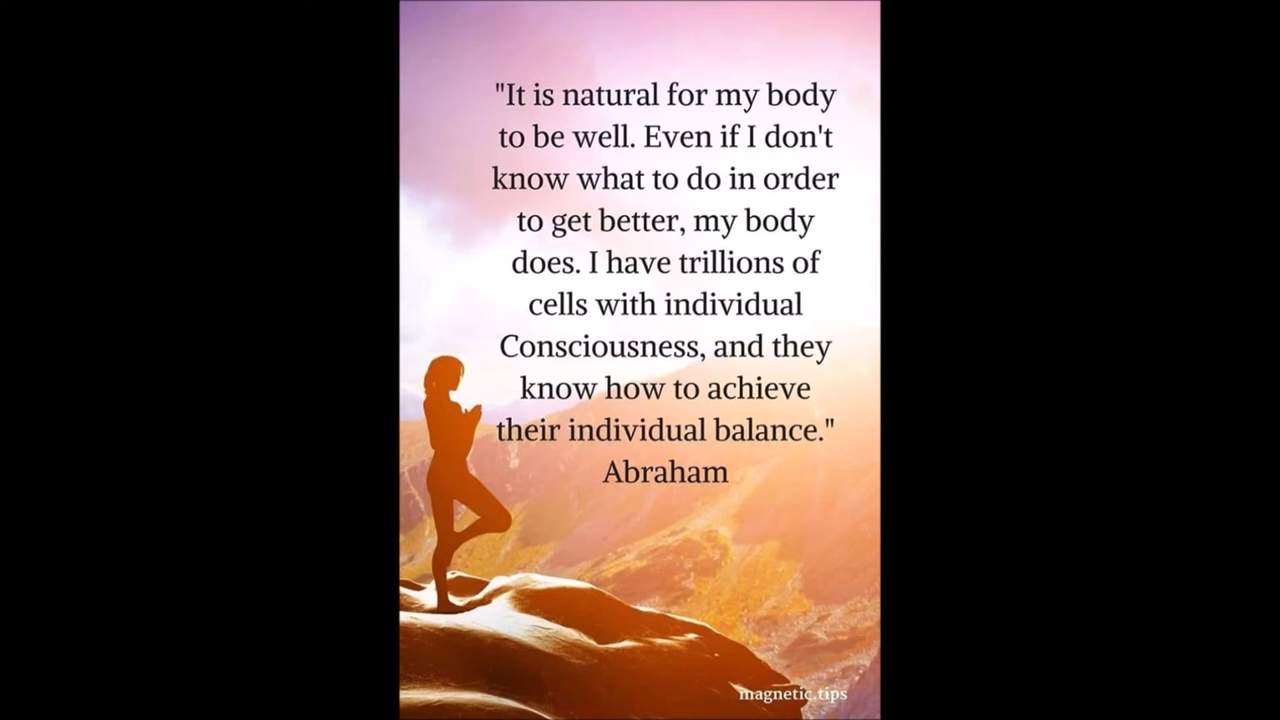 "It is natural for my body
to be well. Even if I don't
know what to do in order
to get better, my body
does. I have trillions of
cells with individual
Consciousness, and they
know how to achieve
their individual balance."
Abraham
magnetic.tips